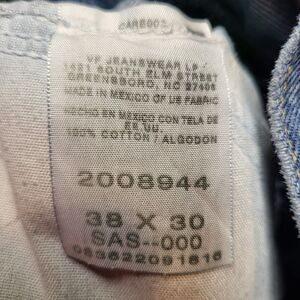 CARE002
VF JEANSWEAR LP
1421 SOUTH ELM STREET
GREENSBORO, NC 27406
MADE IN MEXICO OF US FABRIC
HECHO EN MEXICO CON TELA DE
EE.UU.
100% COTTON / ALGODON
2008944
38 X 30
SAS--000
083622091816